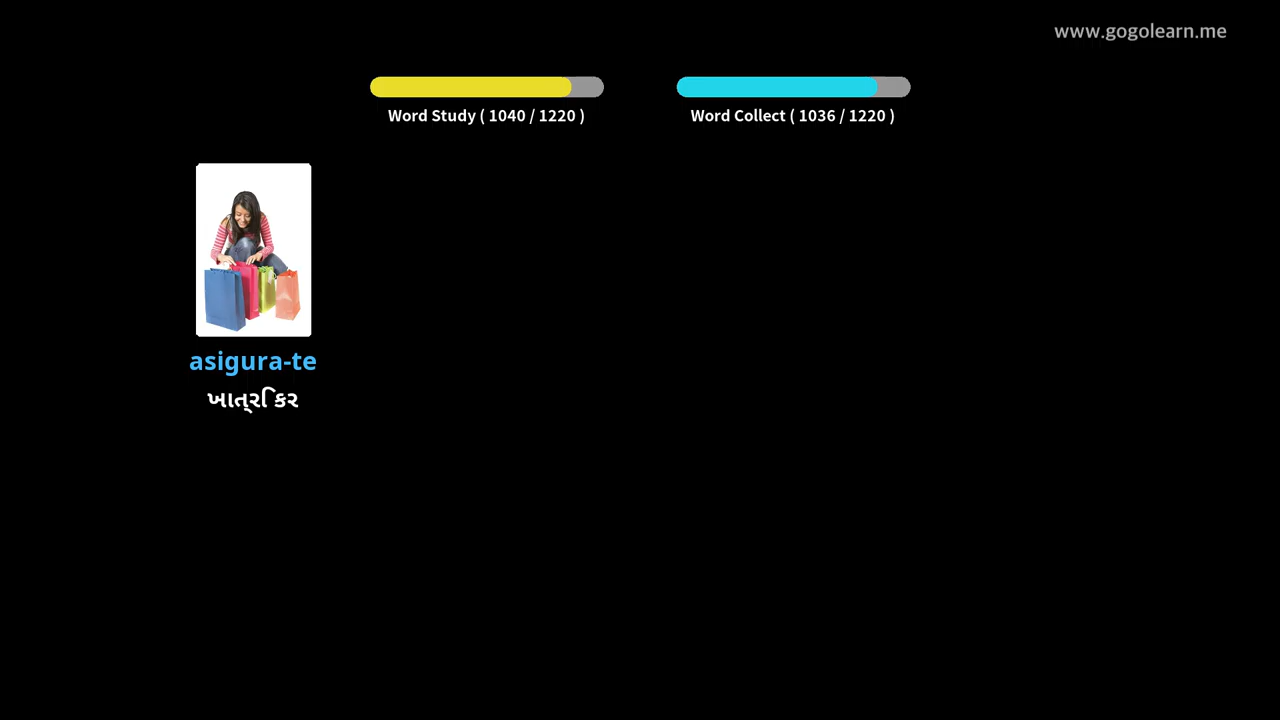 www.gogolearn.me
Word Study ( 1040 / 1220 )
Word Collect ( 1036 / 1220 )
asigura-te
ખાત્રિ કર